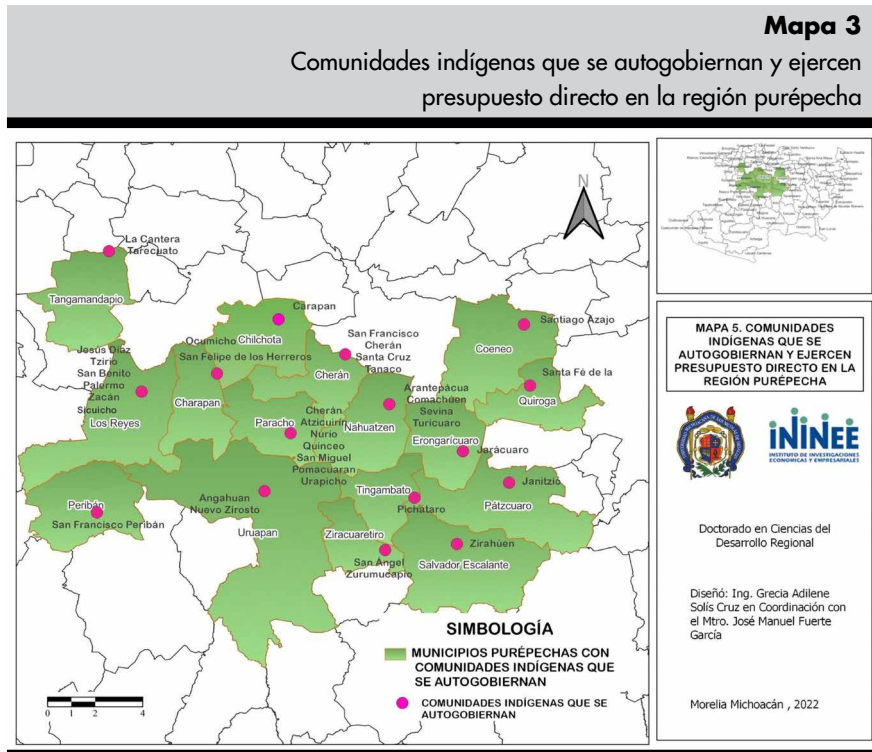 Mapa 3
Comunidades indígenas que se autogobiernan y ejercen
presupuesto directo en la región purépecha
N
La Cantera
Tarecuato
Tangamandapio
Carapan
Ocumicho
Chilchota
San Felipe de los Herreros
San Francisco
Cherán
Santa Cruz
Tanaco
Cherán
Santiago Azajo
Coeneo
Jesús Díaz
Tzirio
San Benito
Palermo
Zacán
Sicuicho
Los Reyes
Charapan
Santa Fé de la
Quiroga
Arantepácua
Comachuen
Sevina
Turicuaro
Nahuatzen
Erongarícuaro
Cherán
Atzicuirin
Núrio
Quinceo
San Miguel
Pomacuaran
Urapicho
Paracho
Jarácuaro
Janitzio
Pátzcuaro
Peribán
San Francisco Peribán
Angahuan
Nuevo Zirosto
Uruapan
Tingambato
Pichátaro
Ziracuaretiro
San Ángel
Zurumucapio
Zirahüen
Salvador Escalante
SIMBOLOGÍA
MUNICIPIOS PURÉPECHAS CON
COMUNIDADES INDÍGENAS QUE
SE AUTOGOBIERNAN
COMUNIDADES INDÍGENAS QUE SE
AUTOGOBIERNAN
0 1 2 4
MAPA 5. COMUNIDADES
INDÍGENAS QUE SE
AUTOGOBIERNAN Y EJERCEN
PRESUPUESTO DIRECTO EN LA
REGIÓN PURÉPECHA
ININEE
INSTITUTO DE INVESTIGACIONES
ECONÓMICAS Y EMPRESARIALES
Doctorado en Ciencias del
Desarrollo Regional
Diseñó: Ing. Grecia Adilene
Solís Cruz en Coordinación con
el Mtro. José Manuel Fuerte
García
Morelia Michoacán , 2022